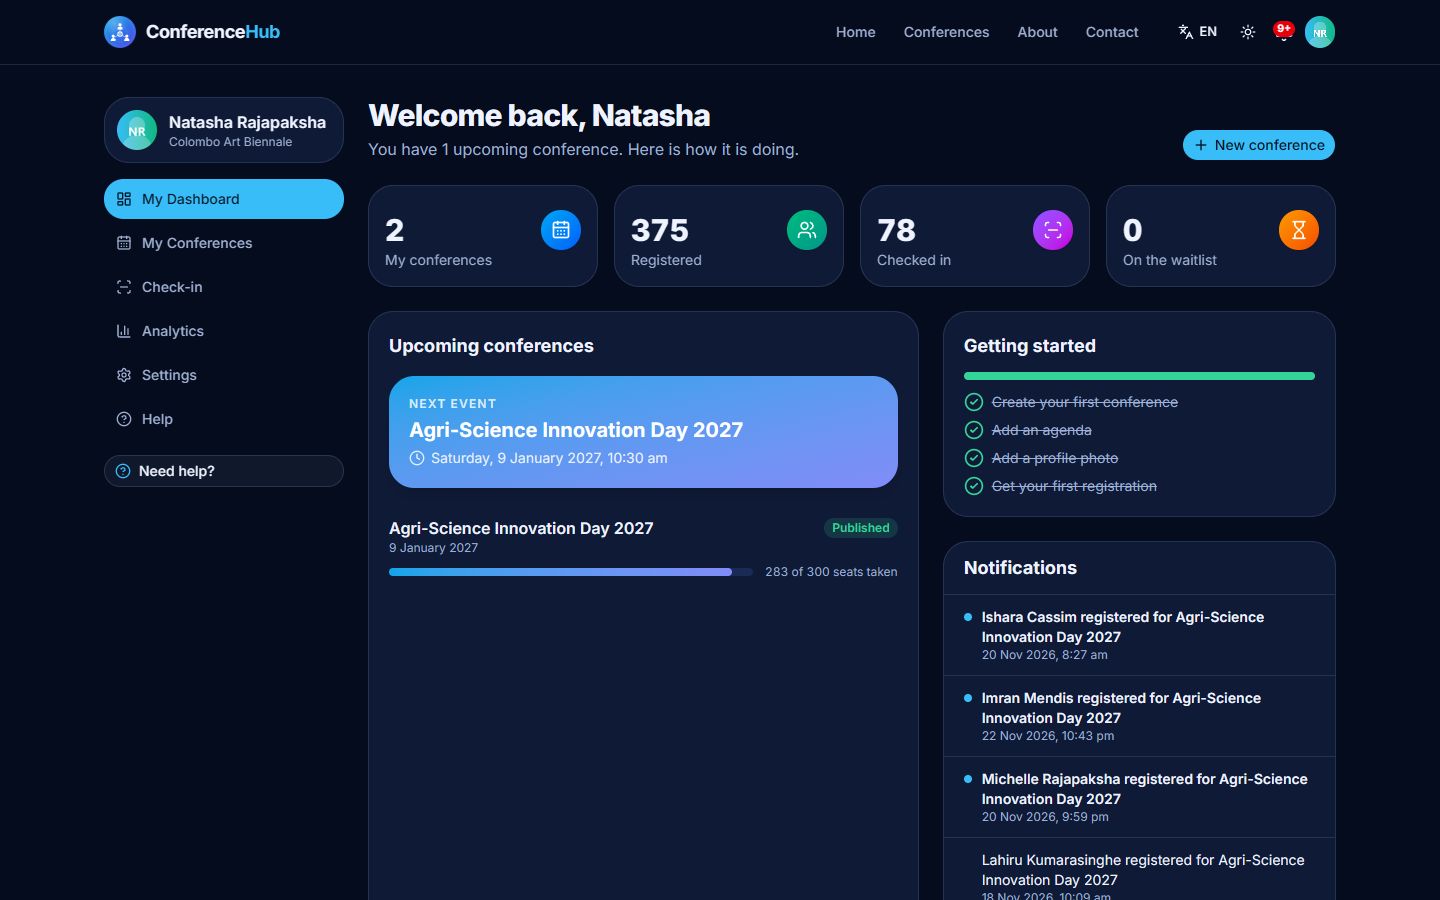 ConferenceHub
Home
Conferences
About
Contact
EN
9+
NR
NR
Natasha Rajapaksha
Colombo Art Biennale
My Dashboard
My Conferences
Check-in
Analytics
Settings
Help
Need help?
Welcome back, Natasha
You have 1 upcoming conference. Here is how it is doing.
New conference
2
My conferences
375
Registered
78
Checked in
0
On the waitlist
Upcoming conferences
NEXT EVENT
Agri-Science Innovation Day 2027
Saturday, 9 January 2027, 10:30 am
Agri-Science Innovation Day 2027
Published
9 January 2027
283 of 300 seats taken
Getting started
Create your first conference
Add an agenda
Add a profile photo
Get your first registration
Notifications
Ishara Cassim registered for Agri-Science
Innovation Day 2027
20 Nov 2026, 8:27 am
Imran Mendis registered for Agri-Science
Innovation Day 2027
22 Nov 2026, 10:43 pm
Michelle Rajapaksha registered for Agri-Science
Innovation Day 2027
20 Nov 2026, 9:59 pm
Lahiru Kumarasinghe registered for Agri-Science
Innovation Day 2027
18 Nov 2026, 10:09 am